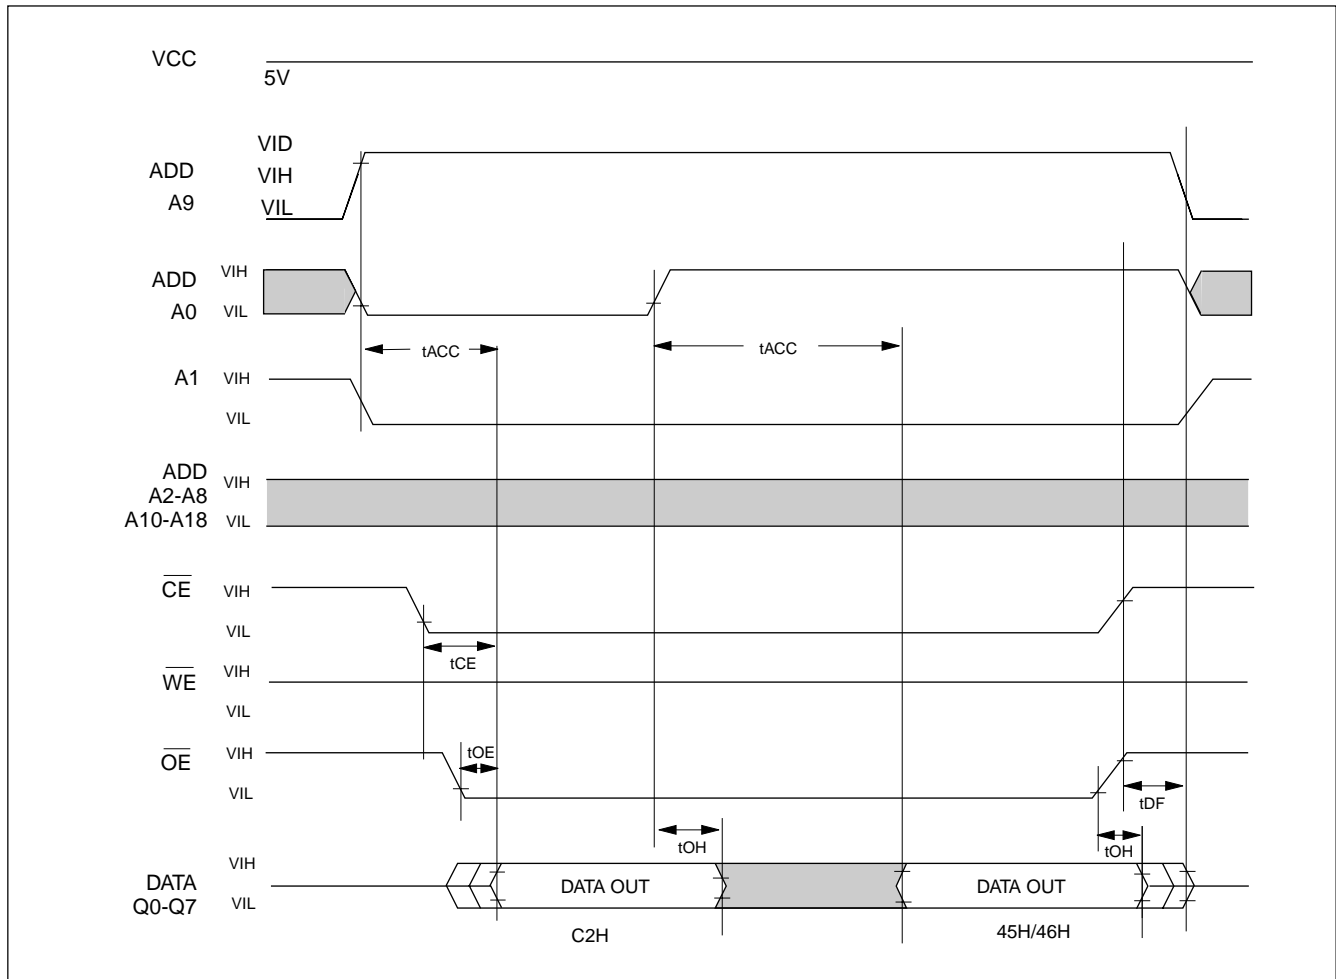 VCC
5V
VID
ADD
VIH
A9
VIL
ADD
VIH
A0
VIL
tACC
tACC
A1
VIH
VIL
ADD
VIH
A2-A8
A10-A18
VIL
CE
VIH
VIL
tCE
WE
VIH
VIL
OE
VIH
tOE
VIL
tDF
tOH
tOH
VIH
DATA
DATA OUT
DATA OUT
Q0-Q7
VIL
C2H
45H/46H